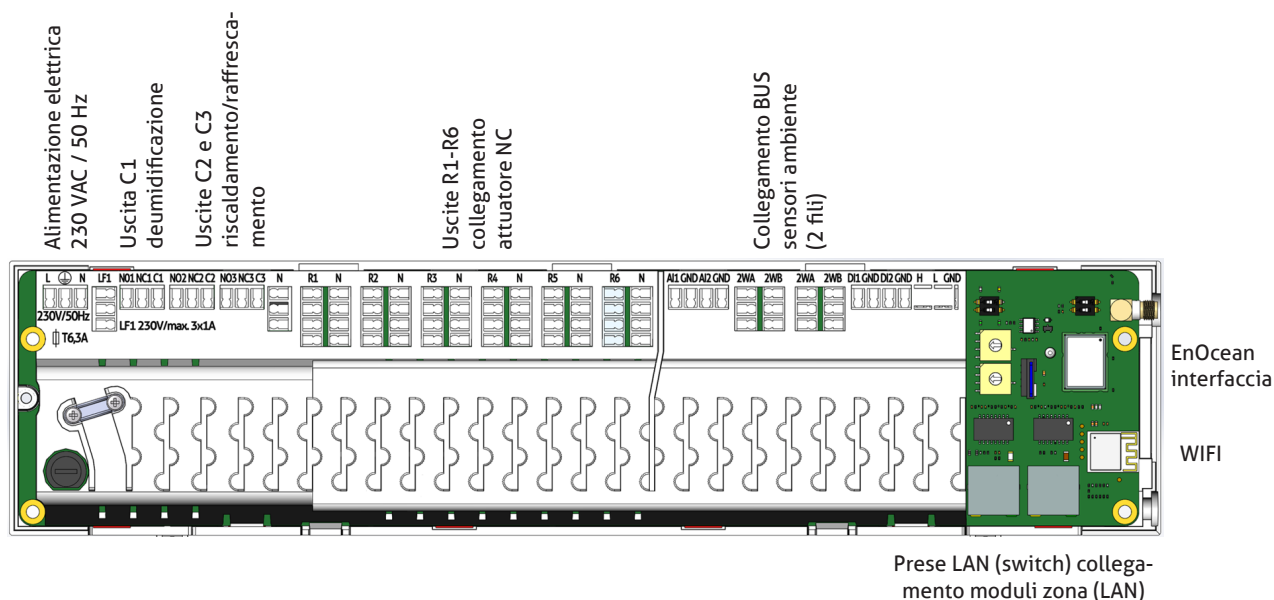 Alimentazione elettrica
230 VAC / 50 Hz
Uscita C1
deumidificazione
Uscite C2 e C3
riscaldamento/raffresca-
mento
Uscite R1-R6
collegamento
attuatore NC
Collegamento BUS
sensori ambiente
(2 fili)
L N LF1 NO1 NC1 C1 NO2 NC2 C2 NO3 NC3 C3 N R1 N R2 N R3 N R4 N R5 N R6 N AI1 GND AI2 GND 2WA 2WB 2WA 2WB DI1 GND DI2 GND H L GND
230V/50Hz
LF1 230V/max. 3x1A
T6,3A
EnOcean
interfaccia
WIFI
Prese LAN (switch) collega-
mento moduli zona (LAN)